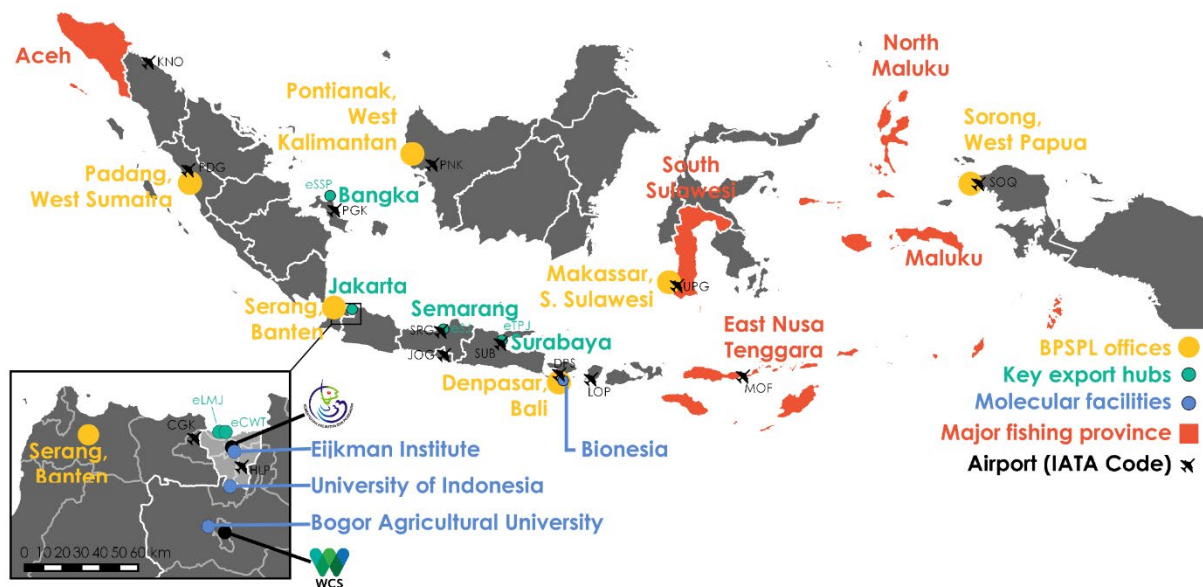 Aceh
KNO
North
Maluku
Pontianak,
West
Kalimantan
Sorong,
West Papua
PNK
PDG
Padang,
West Sumatra
eSSP
Bangka
PGK
South
Sulawesi
SOQ
Maluku
Makassar,
S. Sulawesi
UPG
Jakarta
Serang,
Banten
Semarang
SRG
eTPJ
Surabaya
JOG
SUB
East Nusa
Tenggara
DPS
Denpasar,
Bali
LOP
MOF
BPSPL offices
Key export hubs
Molecular facilities
Major fishing province
Airport (IATA Code)
eLMJ
eCWT
CGK
Serang,
Banten
HLP
Eijkman Institute
University of Indonesia
Bogor Agricultural University
Bionesia
0 10 20 30 40 50 60 km
WCS